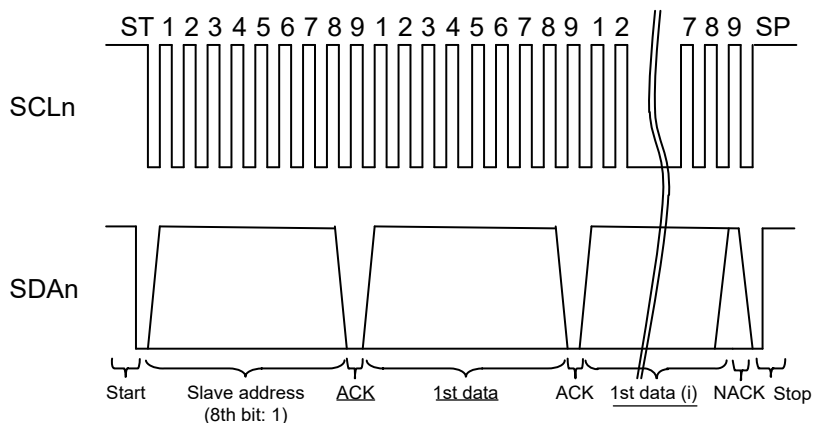 ST 1 2 3 4 5 6 7 8 9 1 2 3 4 5 6 7 8 9 1 2 7 8 9 SP
SCLn
SDAn
Start Slave address ACK 1st data ACK 1st data (i) NACK Stop
(8th bit: 1)